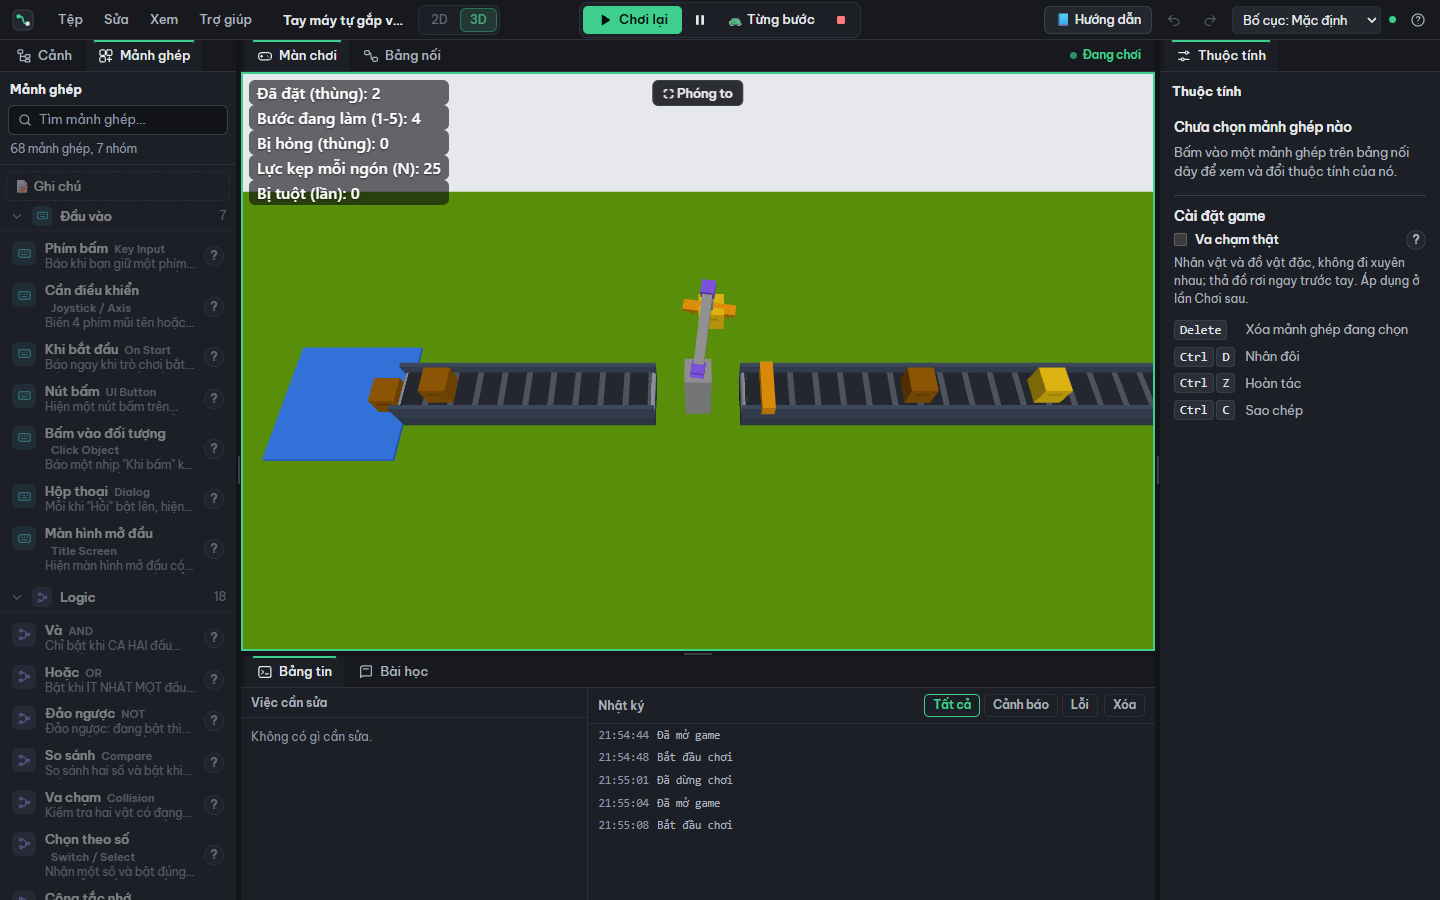 Tệp Sửa Xem Trợ giúp Tay máy tự gắp v... 2D 3D Chơi lại Từng bước Hướng dẫn Bố cục: Mặc định
Cảnh Mảnh ghép
Mảnh ghép
Tìm mảnh ghép...
68 mảnh ghép, 7 nhóm
Ghi chú
Đầu vào 7
Phím bấm Key Input
Báo khi bạn giữ một phím...
Cần điều khiển
Joystick / Axis
Biến 4 phím mũi tên hoặc...
Khi bắt đầu On Start
Báo ngay khi trò chơi bắt...
Nút bấm UI Button
Hiện một nút bấm trên...
Bấm vào đối tượng
Click Object
Báo một nhịp "Khi bấm" k...
Hộp thoại Dialog
Mỗi khi "Hỏi" bật lên, hiện...
Màn hình mở đầu
Title Screen
Hiện màn hình mở đầu có...
Logic 18
Và AND
Chỉ bật khi CẢ HAI đầu...
Hoặc OR
Bật khi ÍT NHẤT MỘT đầu...
Đảo ngược NOT
Đảo ngược: đang bật thì...
So sánh Compare
So sánh hai số và bật khi...
Va chạm Collision
Kiểm tra hai vật có đang...
Chọn theo số
Switch / Select
Nhận một số và bật đúng...
Công tắc nhớ
Màn chơi Bảng nối Đang chơi
Đã đặt (thùng): 2
Bước đang làm (1-5): 4
Bị hỏng (thùng): 0
Lực kẹp mỗi ngón (N): 25
Bị tuột (lần): 0
Phóng to
Bảng tin Bài học
Việc cần sửa
Không có gì cần sửa.
Nhật ký Tất cả Cảnh báo Lỗi Xóa
21:54:44 Đã mở game
21:54:48 Bắt đầu chơi
21:55:01 Đã dừng chơi
21:55:04 Đã mở game
21:55:08 Bắt đầu chơi
Thuộc tính
Thuộc tính
Chưa chọn mảnh ghép nào
Bấm vào một mảnh ghép trên bảng nối
dây để xem và đổi thuộc tính của nó.
Cài đặt game
Va chạm thật ?
Nhân vật và đồ vật đặc, không đi xuyên
nhau; thả đồ rơi ngay trước tay. Áp dụng ở
lần Chơi sau.
Delete Xóa mảnh ghép đang chọn
Ctrl D Nhân đôi
Ctrl Z Hoàn tác
Ctrl C Sao chép